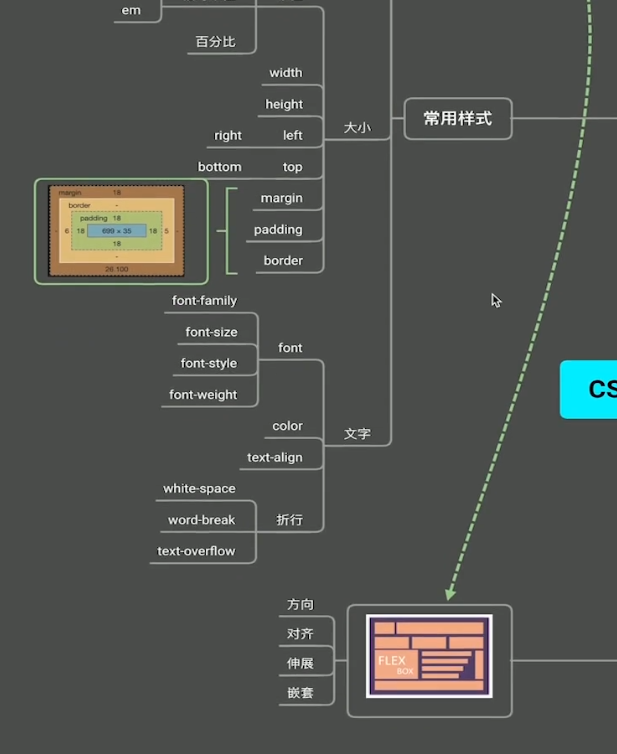 em
百分比
width
height
right left
大小
常用样式
bottom top
margin
padding
border
margin 18
border -
padding 18
- 6 18 699 × 35 18 5 -
18
-
26.100
font-family
font-size
font-style
font-weight
font
color
text-align
文字
white-space
word-break
text-overflow
折行
CS
方向
对齐
伸展
嵌套
FLEX
BOX